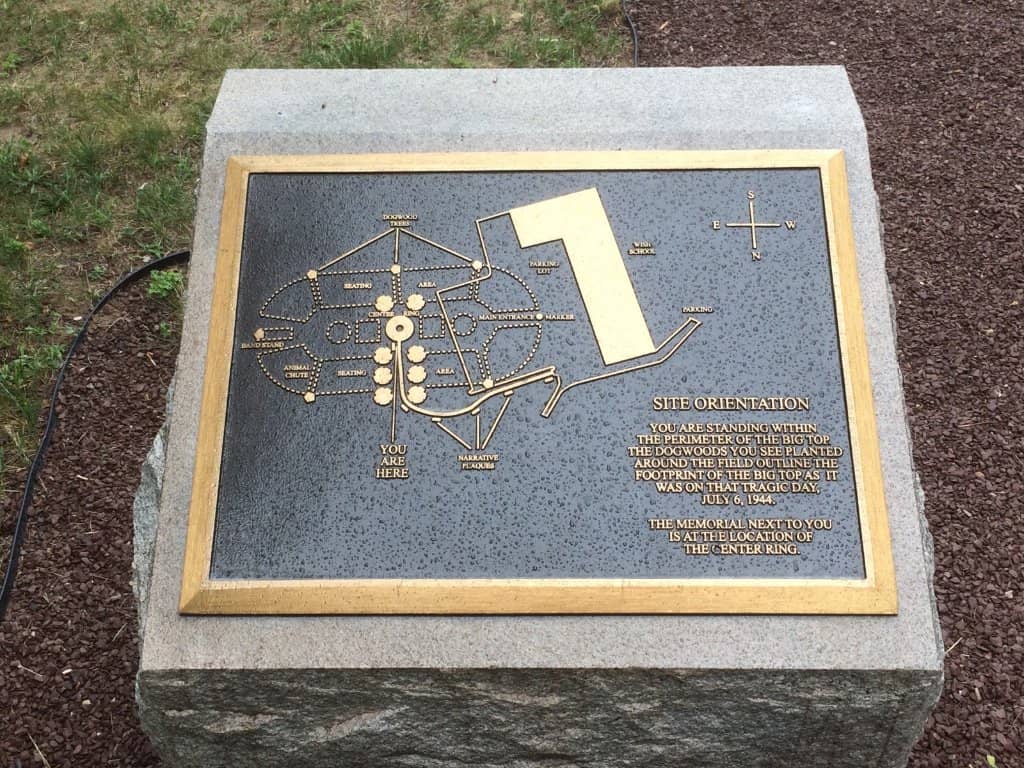 S
E W
N
DOGWOOD
TREES
SEATING AREA
PARKING
LOT
WISH
SCHOOL
CENTER RING
MAIN ENTRANCE MARKER
PARKING
BAND STAND
ANIMAL
CHUTE
SEATING AREA
YOU
ARE
HERE
NARRATIVE
PLAQUES
SITE ORIENTATION
YOU ARE STANDING WITHIN
THE PERIMETER OF THE BIG TOP.
THE DOGWOODS YOU SEE PLANTED
AROUND THE FIELD OUTLINE THE
FOOTPRINT OF THE BIG TOP AS IT
WAS ON THAT TRAGIC DAY,
JULY 6, 1944.
THE MEMORIAL NEXT TO YOU
IS AT THE LOCATION OF
THE CENTER RING.